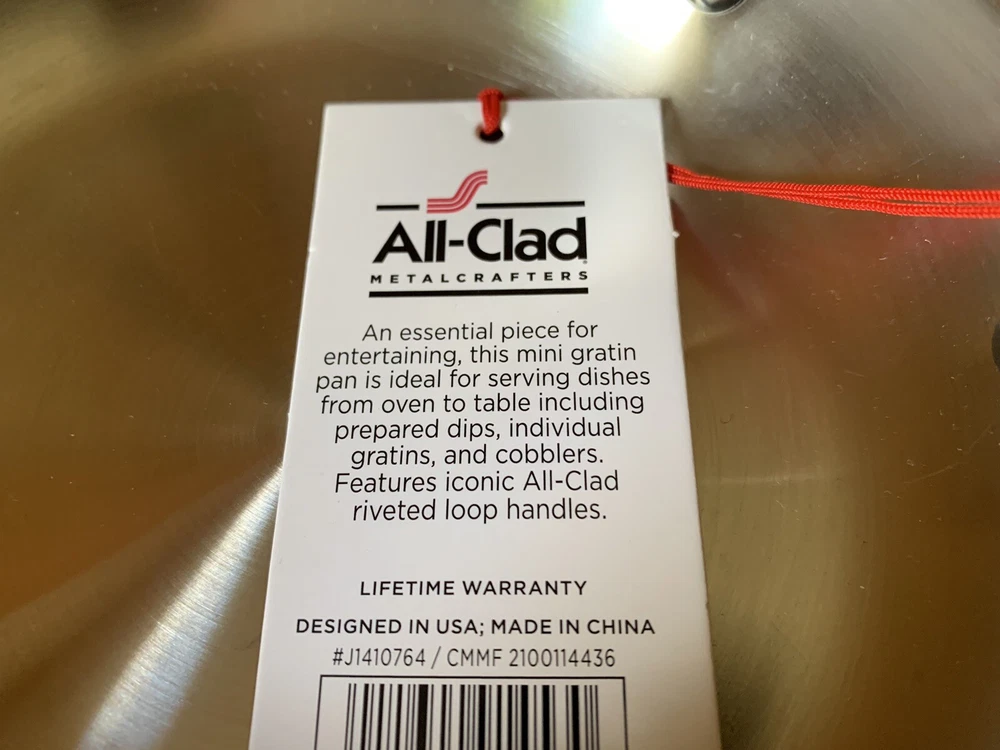 All-Clad
METALCRAFTERS
An essential piece for
entertaining, this mini gratin
pan is ideal for serving dishes
from oven to table including
prepared dips, individual
gratins, and cobblers.
Features iconic All-Clad
riveted loop handles.
LIFETIME WARRANTY
DESIGNED IN USA; MADE IN CHINA
#J1410764 / CMMF 2100114436